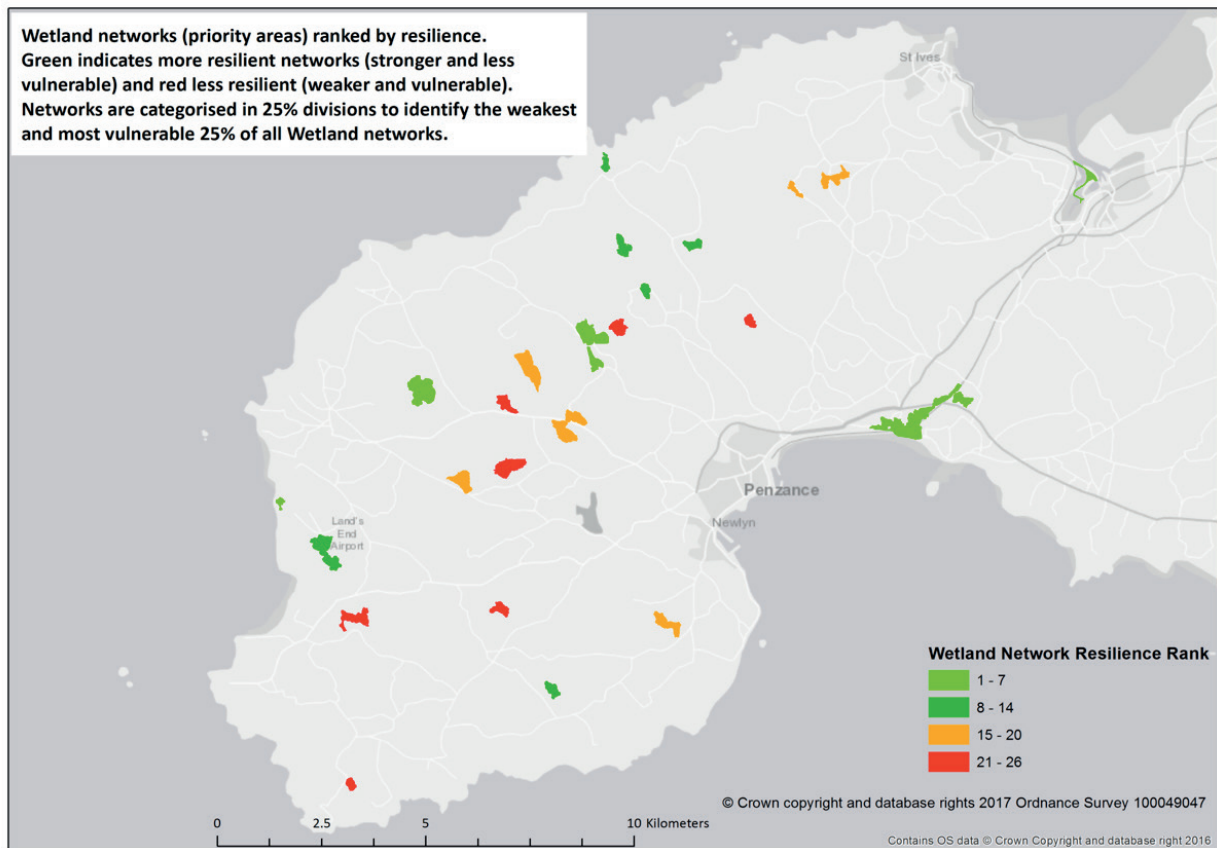 Wetland networks (priority areas) ranked by resilience.
Green indicates more resilient networks (stronger and less
vulnerable) and red less resilient (weaker and vulnerable).
Networks are categorised in 25% divisions to identify the weakest
and most vulnerable 25% of all Wetland networks.
St Ives
Penzance
Newlyn
Land's
End
Airport
Wetland Network Resilience Rank
1 - 7
8 - 14
15 - 20
21 - 26
© Crown copyright and database rights 2017 Ordnance Survey 100049047
0 2.5 5 10 Kilometers
Contains OS data © Crown Copyright and database right 2016